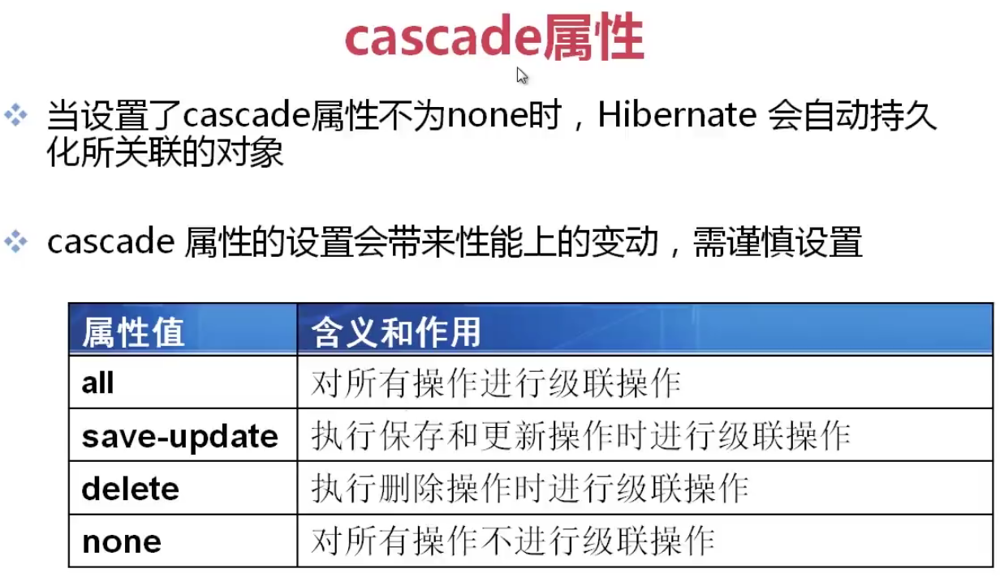 cascade属性
当设置了cascade属性不为none时，Hibernate 会自动持久
化所关联的对象
cascade 属性的设置会带来性能上的变动，需谨慎设置
属性值 含义和作用
all 对所有操作进行级联操作
save-update 执行保存和更新操作时进行级联操作
delete 执行删除操作时进行级联操作
none 对所有操作不进行级联操作